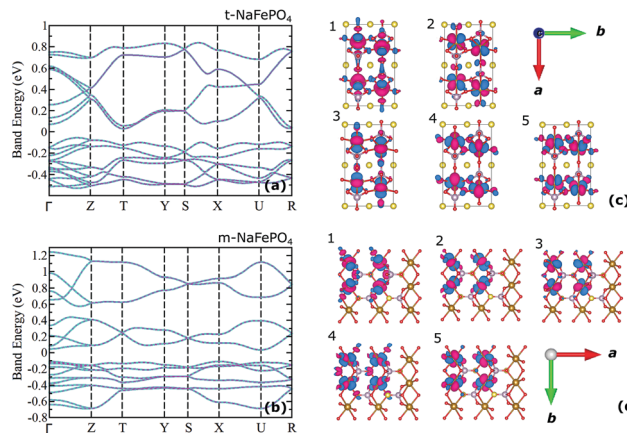 t-NaFePO4
Band Energy (eV)
0.8
0.6
0.4
0.2
0
-0.2
-0.4
(a)
Γ Z T Y S X U R
m-NaFePO4
Band Energy (eV)
1.2
1
0.8
0.6
0.4
0.2
0
-0.2
-0.4
-0.6
-0.8
(b)
Γ Z T Y S X U R
1 2
b
a
3 4 5
(c)
1 2 3
4 5
a
b